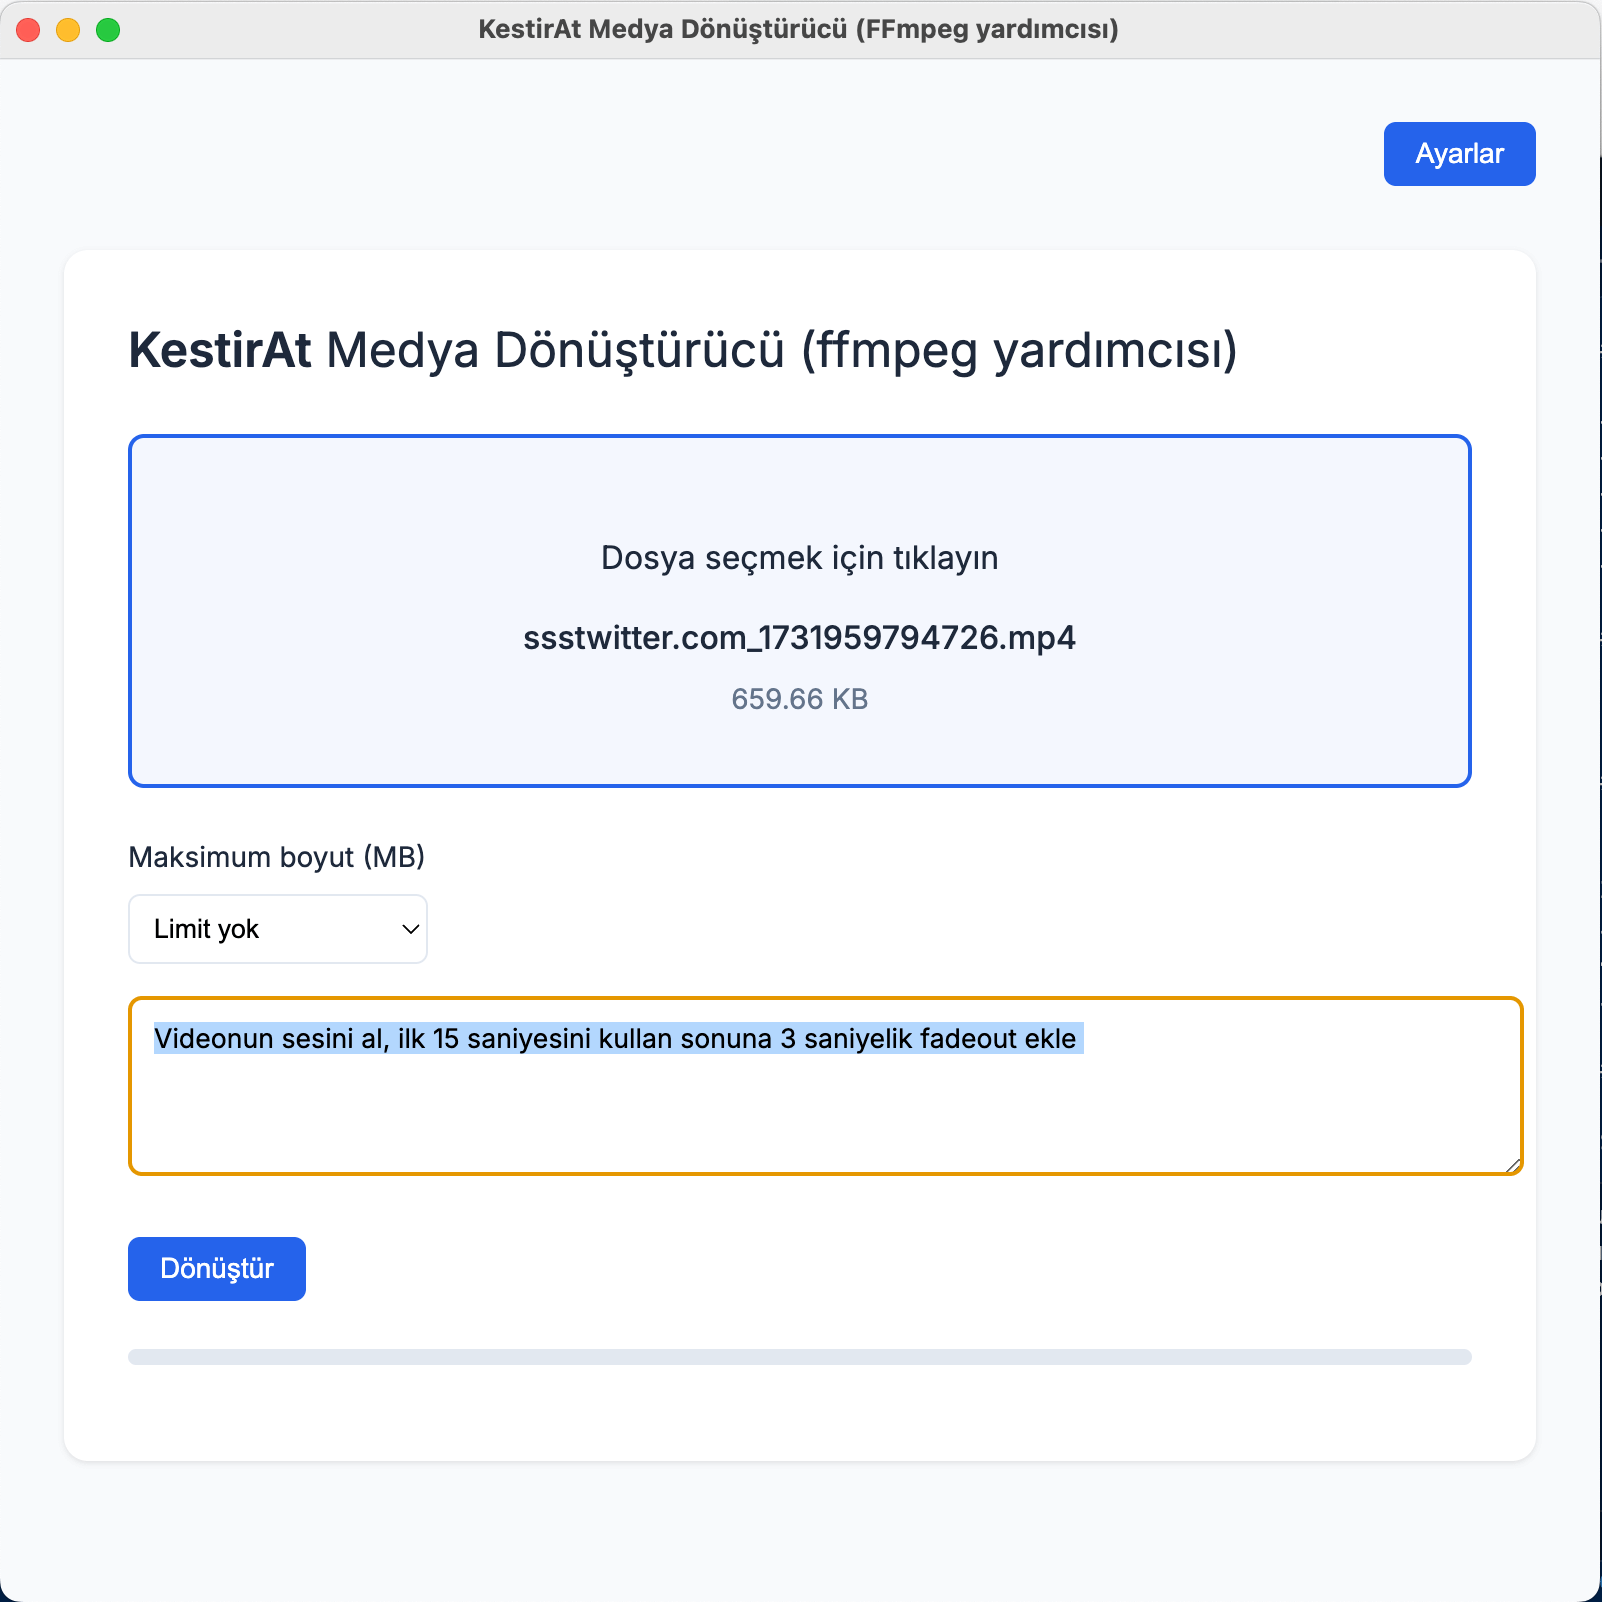 KestirAt Medya Dönüştürücü (FFmpeg yardımcısı)
Ayarlar
KestirAt Medya Dönüştürücü (ffmpeg yardımcısı)
Dosya seçmek için tıklayın
ssstwitter.com_1731959794726.mp4
659.66 KB
Maksimum boyut (MB)
Limit yok
Videonun sesini al, ilk 15 saniyesini kullan sonuna 3 saniyelik fadeout ekle
Dönüştür